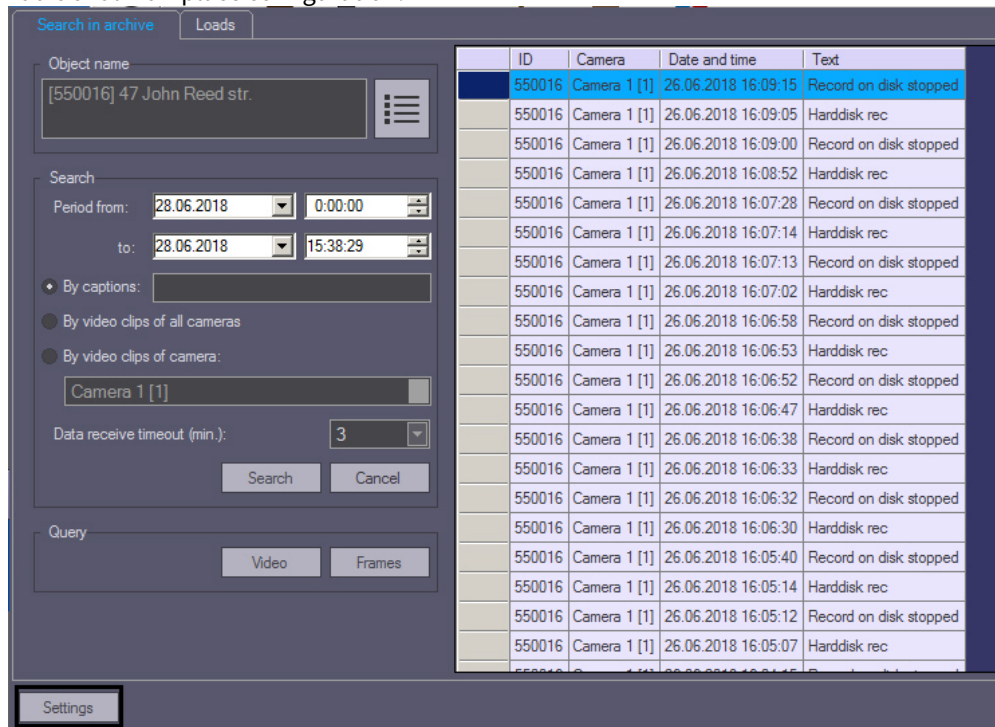 Search in archive Loads
Object name
[550016] 47 John Reed str.
Search
Period from: 28.06.2018 0:00:00
to: 28.06.2018 15:38:29
By captions:
By video clips of all cameras
By video clips of camera:
Camera 1 [1]
Data receive timeout (min.): 3
Search Cancel
Query
Video Frames
ID Camera Date and time Text
550016 Camera 1 [1] 26.06.2018 16:09:15 Record on disk stopped
550016 Camera 1 [1] 26.06.2018 16:09:05 Harddisk rec
550016 Camera 1 [1] 26.06.2018 16:09:00 Record on disk stopped
550016 Camera 1 [1] 26.06.2018 16:08:52 Harddisk rec
550016 Camera 1 [1] 26.06.2018 16:07:28 Record on disk stopped
550016 Camera 1 [1] 26.06.2018 16:07:14 Harddisk rec
550016 Camera 1 [1] 26.06.2018 16:07:13 Record on disk stopped
550016 Camera 1 [1] 26.06.2018 16:07:02 Harddisk rec
550016 Camera 1 [1] 26.06.2018 16:06:58 Record on disk stopped
550016 Camera 1 [1] 26.06.2018 16:06:53 Harddisk rec
550016 Camera 1 [1] 26.06.2018 16:06:52 Record on disk stopped
550016 Camera 1 [1] 26.06.2018 16:06:47 Harddisk rec
550016 Camera 1 [1] 26.06.2018 16:06:38 Record on disk stopped
550016 Camera 1 [1] 26.06.2018 16:06:33 Harddisk rec
550016 Camera 1 [1] 26.06.2018 16:06:32 Record on disk stopped
550016 Camera 1 [1] 26.06.2018 16:06:30 Harddisk rec
550016 Camera 1 [1] 26.06.2018 16:05:40 Record on disk stopped
550016 Camera 1 [1] 26.06.2018 16:05:14 Harddisk rec
550016 Camera 1 [1] 26.06.2018 16:05:12 Record on disk stopped
550016 Camera 1 [1] 26.06.2018 16:05:07 Harddisk rec
Settings